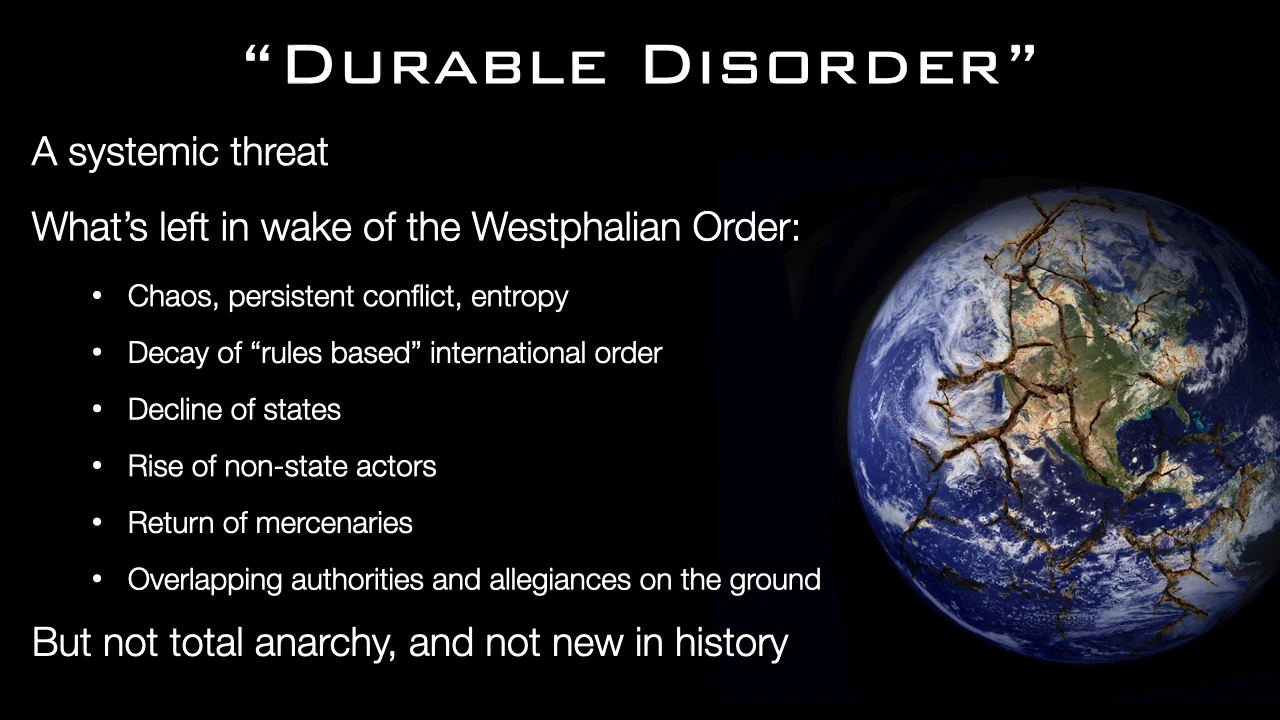 “Durable Disorder”
A systemic threat
What’s left in wake of the Westphalian Order:
• Chaos, persistent conflict, entropy
• Decay of “rules based” international order
• Decline of states
• Rise of non-state actors
• Return of mercenaries
• Overlapping authorities and allegiances on the ground
But not total anarchy, and not new in history